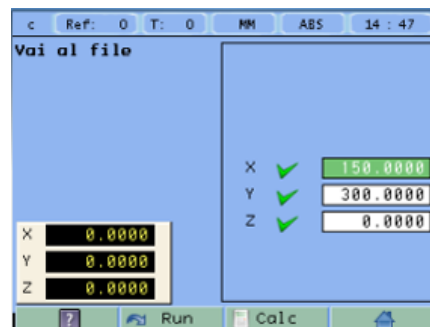 c Ref: 0 T: 0 MM ABS 14 : 47
Vai al file
X 150.0000
Y 300.0000
Z 0.0000
X 0.0000
Y 0.0000
Z 0.0000
? Run Calc